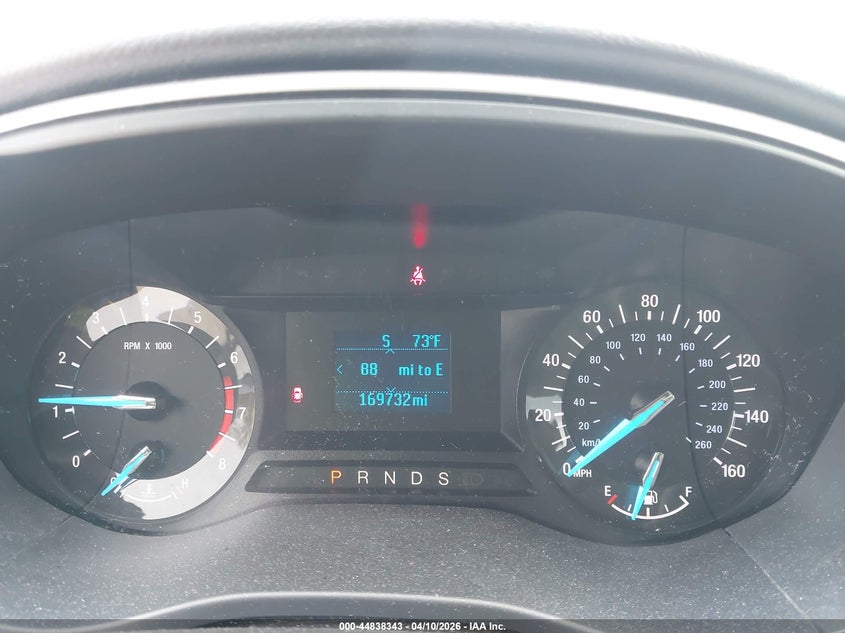 S 73°F
88 mi to E
169732mi
P R N D S
0 1 2 3 4 5 6 7 8
RPM X 1000
H
0 20 40 60 80 100 120 140 160
MPH
20 40 60 80 100 120 140 160 180 200 220 240 260
E F
000-44838343 - 04/10/2026 - IAA Inc.